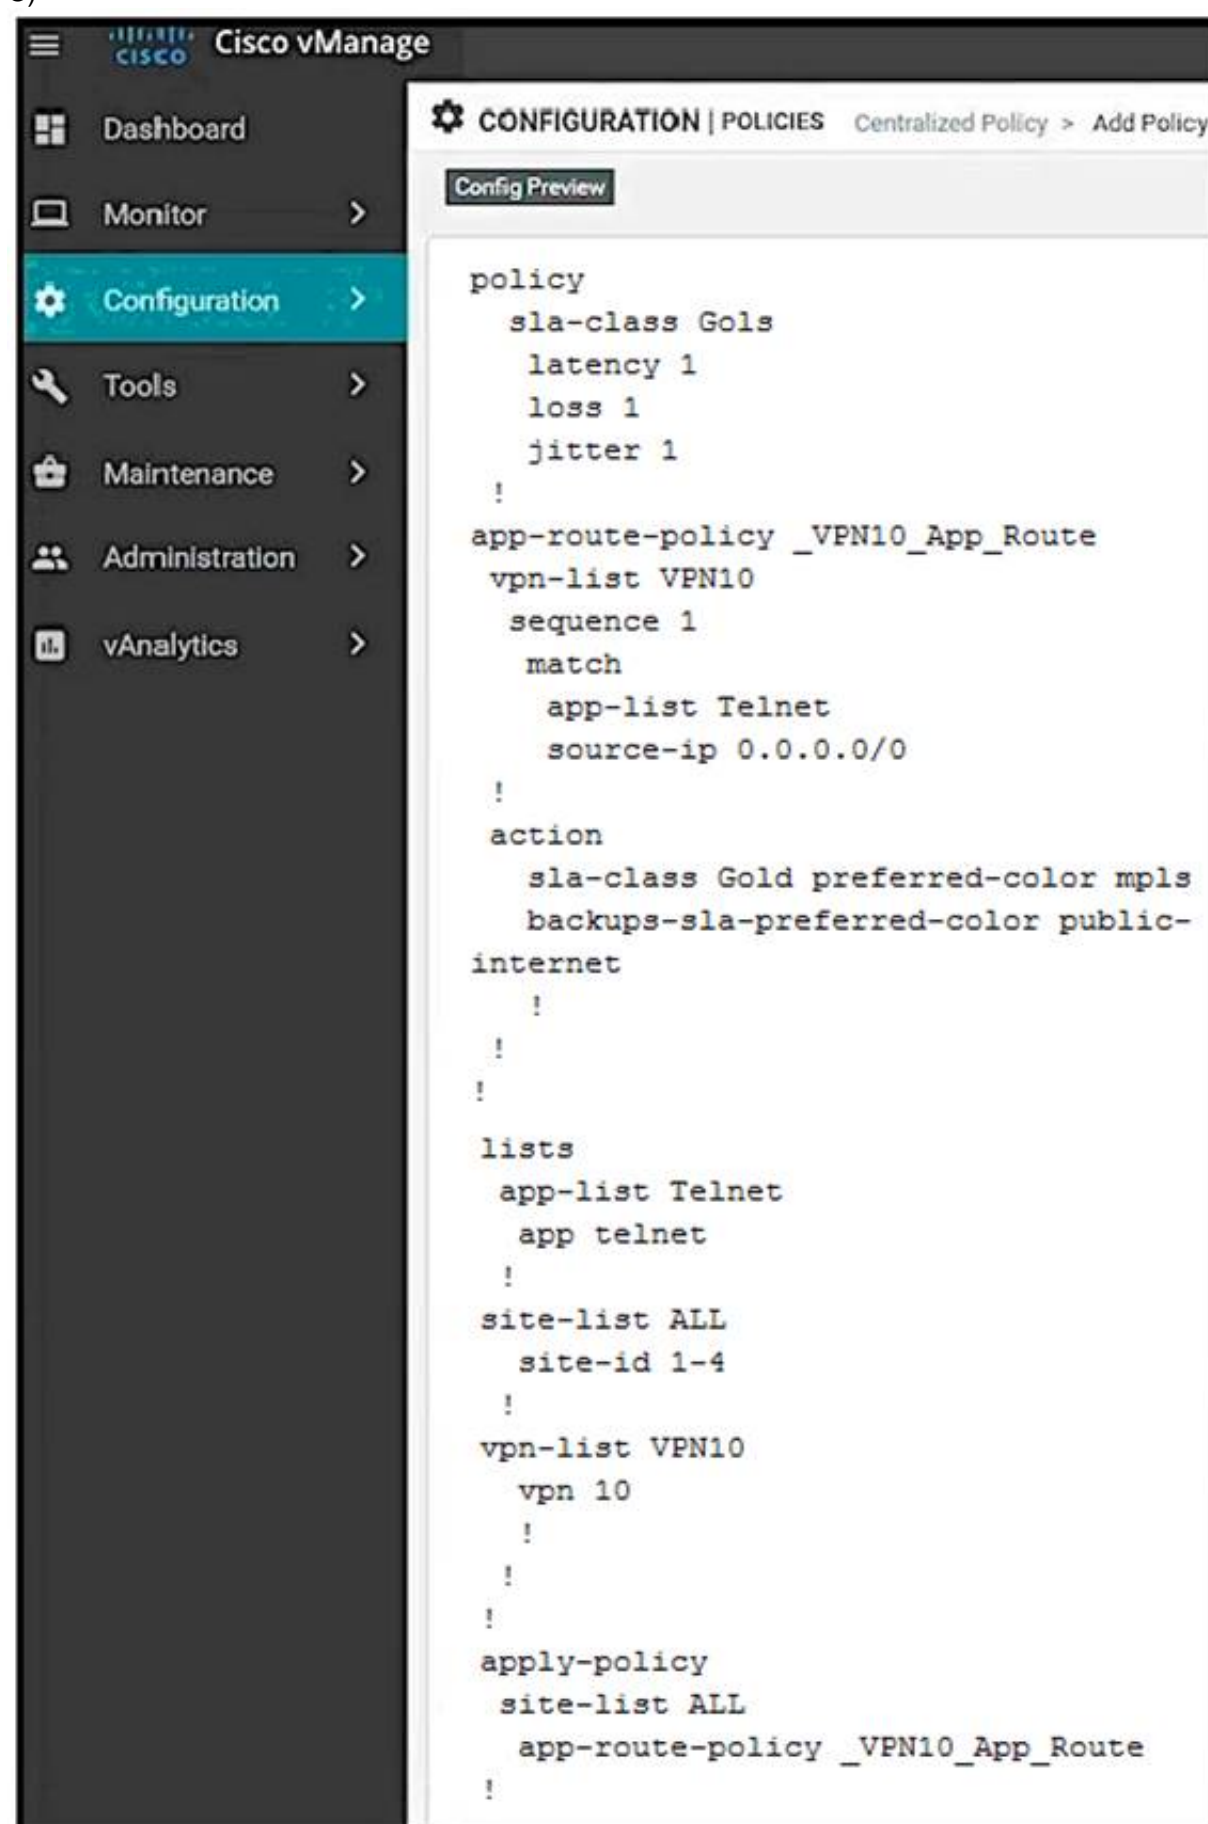 CISCO Cisco vManage
Dashboard
Monitor
Configuration
Tools
Maintenance
Administration
vAnalytics
CONFIGURATION | POLICIES Centralized Policy > Add Policy
Config Preview
policy
sla-class Gols
latency 1
loss 1
jitter 1
!
app-route-policy _VPN10_App_Route
vpn-list VPN10
sequence 1
match
app-list Telnet
source-ip 0.0.0.0/0
!
action
sla-class Gold preferred-color mpls
backups-sla-preferred-color public-
internet
!
!
!
lists
app-list Telnet
app telnet
!
site-list ALL
site-id 1-4
!
vpn-list VPN10
vpn 10
!
!
!
apply-policy
site-list ALL
app-route-policy _VPN10_App_Route
!